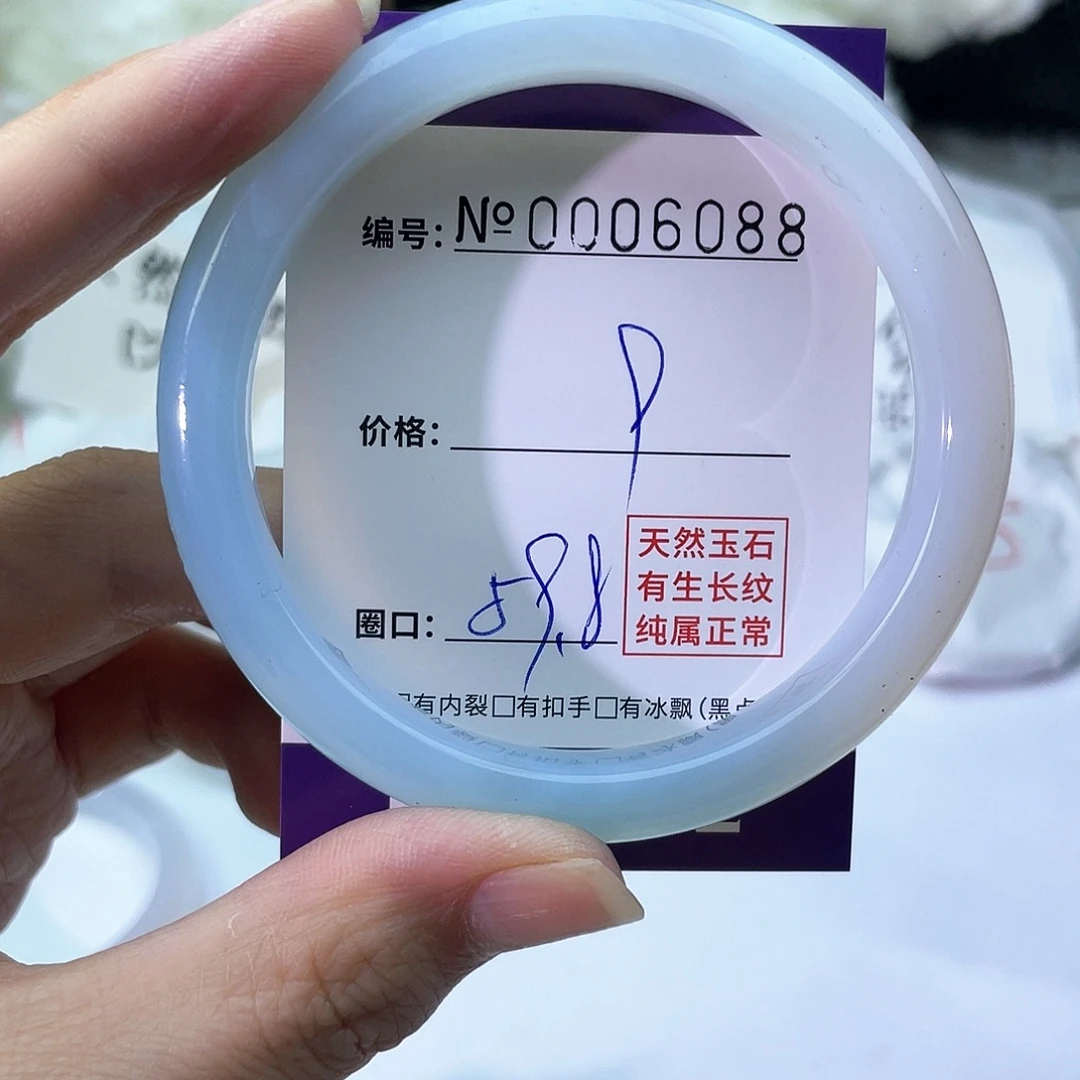 编号: №0006088
价格: P
圈口: 59.8
天然玉石
有生长纹
纯属正常
□有内裂□有扣手□有冰飘(黑点